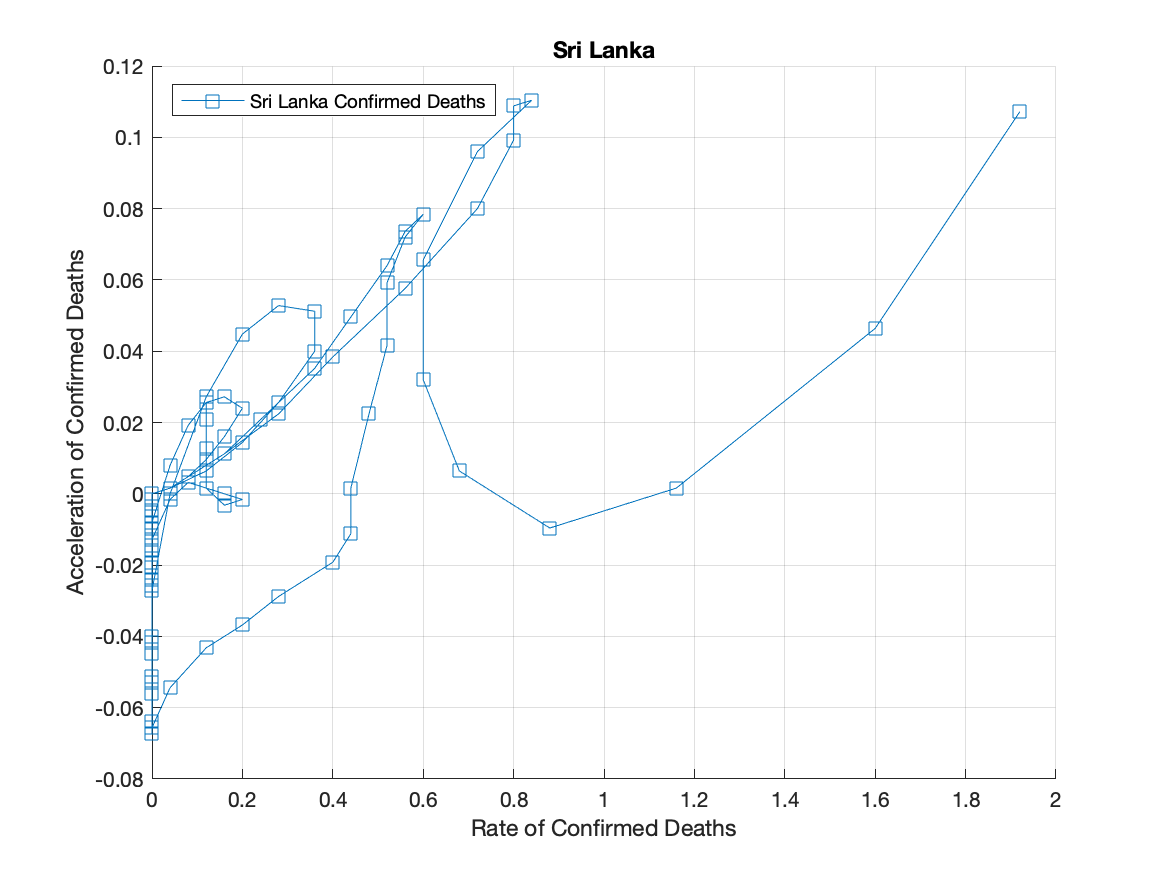 Sri Lanka
0.12
Sri Lanka Confirmed Deaths
0.1
0.08
0.06
0.04
0.02
0
-0.02
-0.04
-0.06
-0.08
Acceleration of Confirmed Deaths
0 0.2 0.4 0.6 0.8 1 1.2 1.4 1.6 1.8 2
Rate of Confirmed Deaths